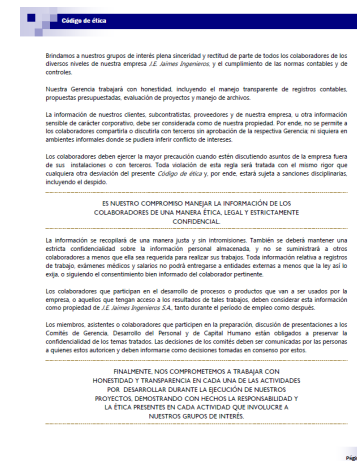 Código de ética
Brindamos a nuestros grupos de interés plena sinceridad y rectitud de parte de todos los colaboradores de los
diversos niveles de nuestra empresa J.E. Jaimes Ingenieros, y el cumplimiento de las normas contables y de
controles.
Nuestra Gerencia trabajará con honestidad, incluyendo el manejo transparente de registros contables,
propuestas presupuestadas, evaluación de proyectos y manejo de archivos.
La información de nuestros clientes, subcontratistas, proveedores y de nuestra empresa, u otra información
sensible de carácter corporativo, debe ser considerada como de nuestra propiedad. Por ende, no se permite a
los colaboradores compartirla o discutirla con terceros sin aprobación de la respectiva Gerencia; ni siquiera en
ambientes informales donde se pudiera inferir conflicto de intereses.
Los colaboradores deben ejercer la mayor precaución cuando estén discutiendo asuntos de la empresa fuera
de sus instalaciones o con terceros. Toda violación de esta regla será tratada con el mismo rigor que
cualquiera otra desviación del presente Código de ética y, por ende, estará sujeta a sanciones disciplinarias,
incluyendo el despido.
ES NUESTRO COMPROMISO MANEJAR LA INFORMACIÓN DE LOS
COLABORADORES DE UNA MANERA ÉTICA, LEGAL Y ESTRICTAMENTE
CONFIDENCIAL.
La información se recopilará de una manera justa y sin intromisiones. También se deberá mantener una
estricta confidencialidad sobre la información personal almacenada, y no se suministrará a otros
colaboradores a menos que ella sea requerida para realizar sus trabajos. Toda información relativa a registros
de trabajo, exámenes médicos y salarios no podrá entregarse a entidades externas a menos que la ley así lo
exija, o siguiendo el consentimiento bien informado del colaborador pertinente.
Los colaboradores que participan en el desarrollo de procesos o productos que van a ser usados por la
empresa, o aquellos que tengan acceso a los resultados de tales trabajos, deben considerar esta información
como propiedad de J.E. Jaimes Ingenieros S.A., tanto durante el período de empleo como después.
Los miembros, asistentes o colaboradores que participen en la preparación, discusión de presentaciones a los
Comités de Gerencia, Desarrollo del Personal y de Capital Humano están obligados a preservar la
confidencialidad de los temas tratados. Las decisiones de los comités deben ser comunicadas por las personas
a quienes estos autoricen y deben informarse como decisiones tomadas en consenso por estos.
FINALMENTE, NOS COMPROMETEMOS A TRABAJAR CON
HONESTIDAD Y TRANSPARENCIA EN CADA UNA DE LAS ACTIVIDADES
POR DESARROLLAR DURANTE LA EJECUCIÓN DE NUESTROS
PROYECTOS, DEMOSTRANDO CON HECHOS LA RESPONSABILIDAD Y
LA ÉTICA PRESENTES EN CADA ACTIVIDAD QUE INVOLUCRE A
NUESTROS GRUPOS DE INTERÉS.
Pági